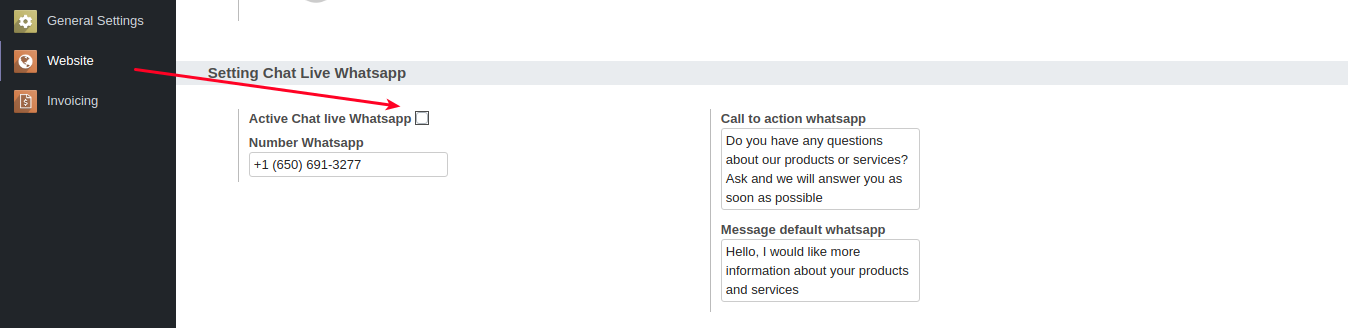 General Settings
Website
Invoicing
Setting Chat Live Whatsapp
Active Chat live Whatsapp
Number Whatsapp
+1 (650) 691-3277
Call to action whatsapp
Do you have any questions
about our products or services?
Ask and we will answer you as
soon as possible
Message default whatsapp
Hello, I would like more
information about your products
and services